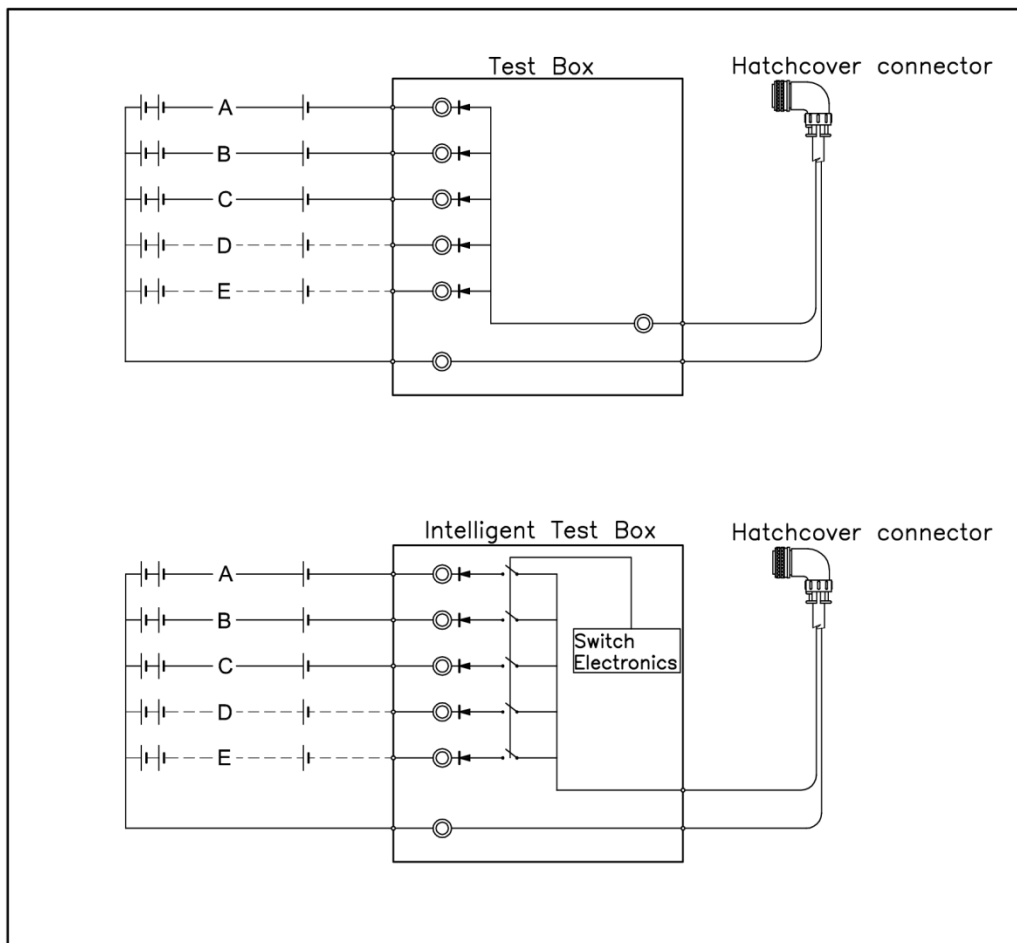 Test Box
Hatchcover connector
A
B
C
D
E
Intelligent Test Box
Hatchcover connector
A
B
C
D
E
Switch
Electronics